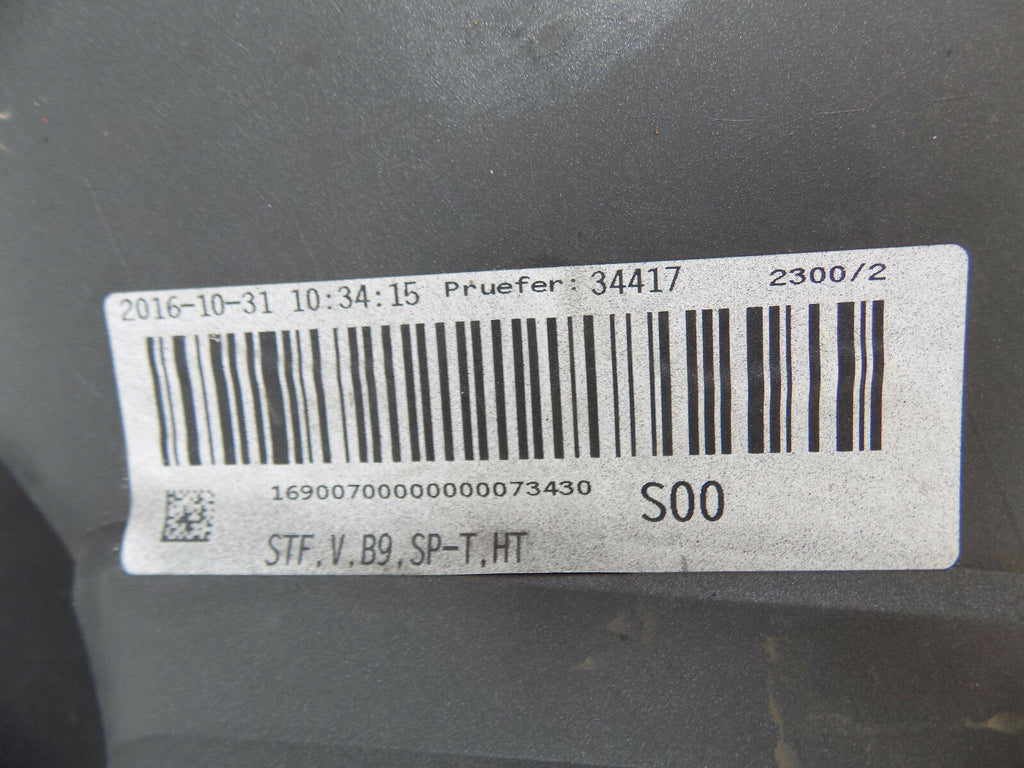 2016-10-31 10:34:15 Pruefer: 34417 2300/2
16900700000000073430 S00
STF.V.B9.SP-T.HT